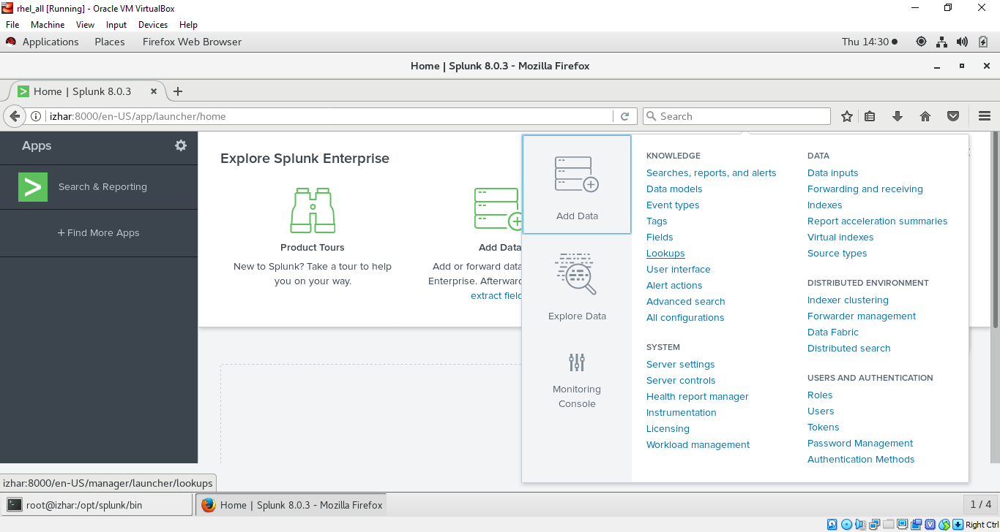 rhel_all [Running] - Oracle VM VirtualBox
File Machine View Input Devices Help
Applications Places Firefox Web Browser Thu 14:30
Home | Splunk 8.0.3 - Mozilla Firefox
Home | Splunk 8.0.3
izhar:8000/en-US/app/launcher/home
Search
Apps
Search & Reporting
Find More Apps
Explore Splunk Enterprise
Product Tours
New to Splunk? Take a tour to help
you on your way.
Add Data
Add or forward data
Enterprise. Afterward
extract field
Add Data
Explore Data
Monitoring
Console
KNOWLEDGE
Searches, reports, and alerts
Data models
Event types
Tags
Fields
Lookups
User interface
Alert actions
Advanced search
All configurations
SYSTEM
Server settings
Server controls
Health report manager
Instrumentation
Licensing
Workload management
DATA
Data inputs
Forwarding and receiving
Indexes
Report acceleration summaries
Virtual indexes
Source types
DISTRIBUTED ENVIRONMENT
Indexer clustering
Forwarder management
Data Fabric
Distributed search
USERS AND AUTHENTICATION
Roles
Users
Tokens
Password Management
Authentication Methods
izhar:8000/en-US/manager/launcher/lookups
root@izhar:/opt/splunk/bin
Home | Splunk 8.0.3 - Mozilla Firefox
1 / 4
Right Ctrl